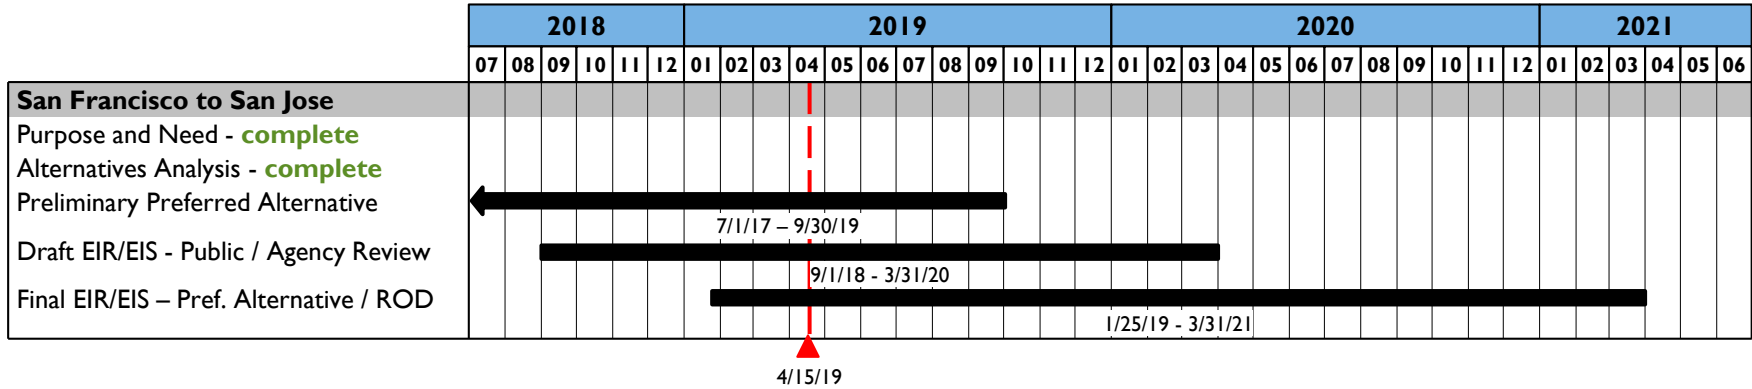 2018 2019 2020 2021
07 08 09 10 11 12 01 02 03 04 05 06 07 08 09 10 11 12 01 02 03 04 05 06 07 08 09 10 11 12 01 02 03 04 05 06
San Francisco to San Jose
Purpose and Need - complete
Alternatives Analysis - complete
Preliminary Preferred Alternative
7/1/17 – 9/30/19
Draft EIR/EIS - Public / Agency Review
9/1/18 - 3/31/20
Final EIR/EIS – Pref. Alternative / ROD
1/25/19 - 3/31/21
4/15/19